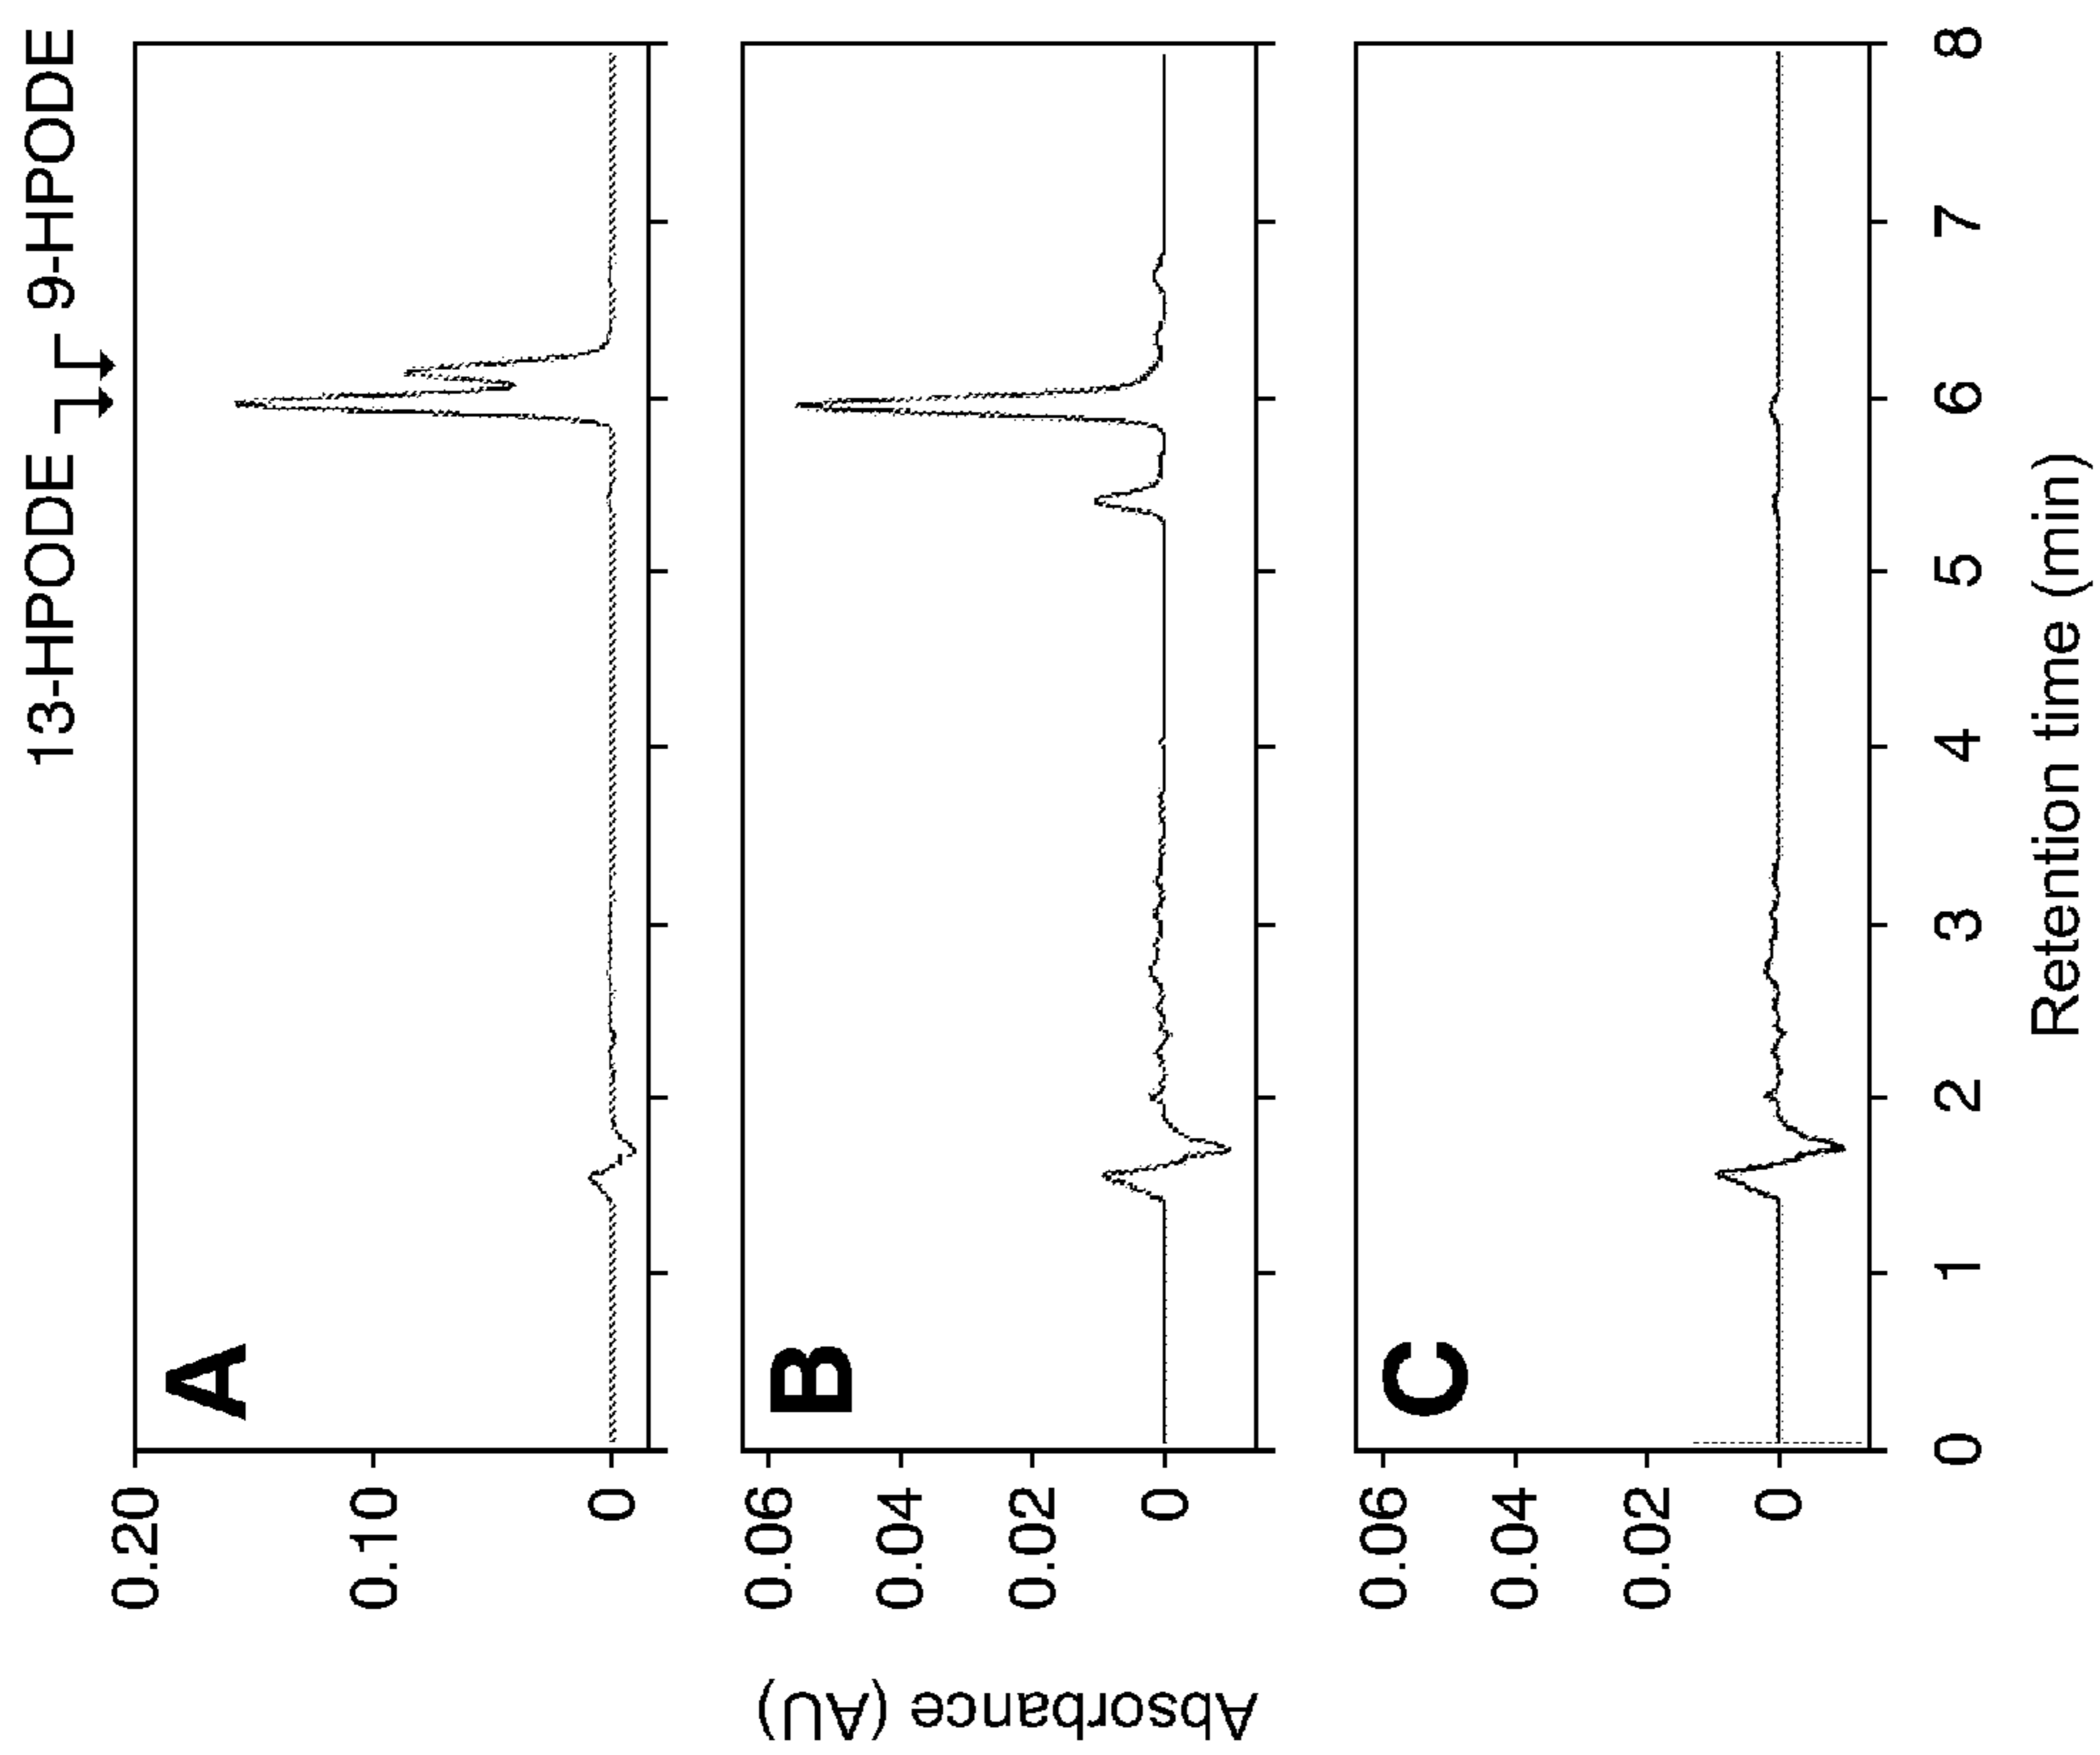 13-HPODE 9-HPODE
A
0.20
0.10
0
B
0.06
0.04
0.02
0
C
0.06
0.04
0.02
0
0 1 2 3 4 5 6 7 8
Retention time (min)
Absorbance (AU)